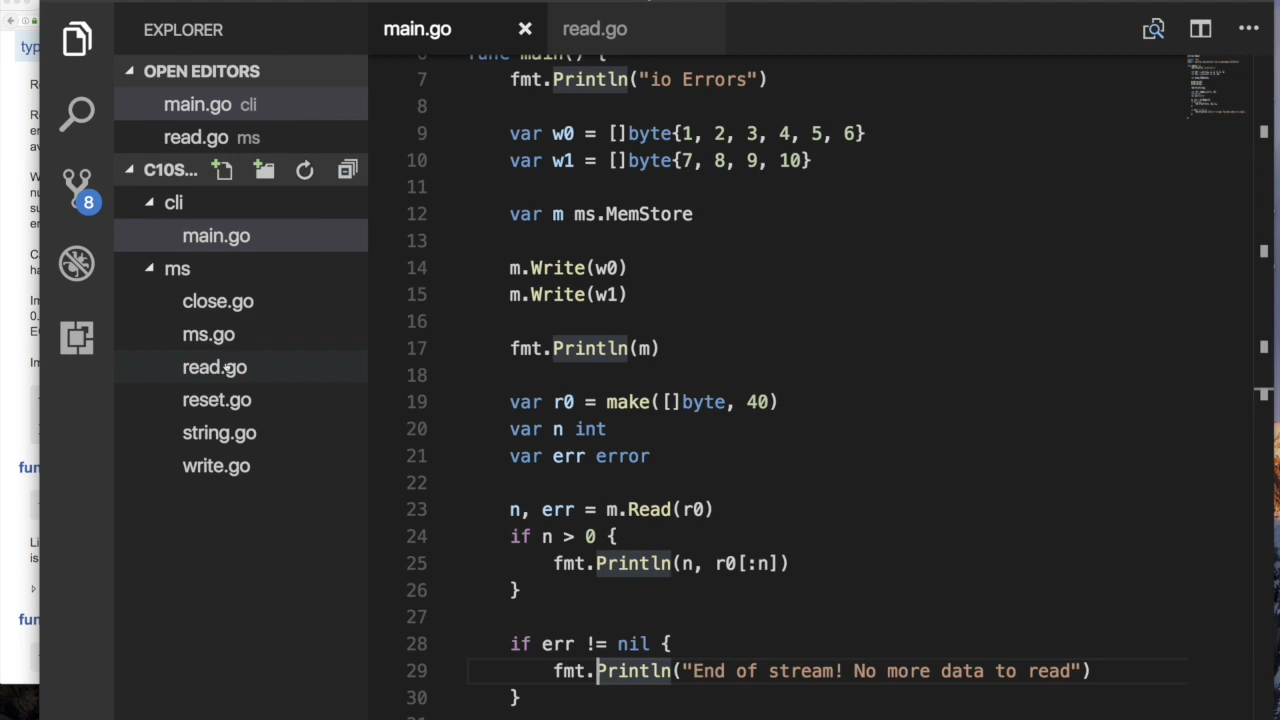 EXPLORER
OPEN EDITORS
main.go cli
read.go ms
C10S...
cli
main.go
ms
close.go
ms.go
read.go
reset.go
string.go
write.go
8
main.go
read.go
func main() {
7 fmt.Println("io Errors")
8
9 var w0 = []byte{1, 2, 3, 4, 5, 6}
10 var w1 = []byte{7, 8, 9, 10}
11
12 var m ms.MemStore
13
14 m.Write(w0)
15 m.Write(w1)
16
17 fmt.Println(m)
18
19 var r0 = make([]byte, 40)
20 var n int
21 var err error
22
23 n, err = m.Read(r0)
24 if n > 0 {
25 fmt.Println(n, r0[:n])
26 }
27
28 if err != nil {
29 fmt.Println("End of stream! No more data to read")
30 }
typ
fun
fun